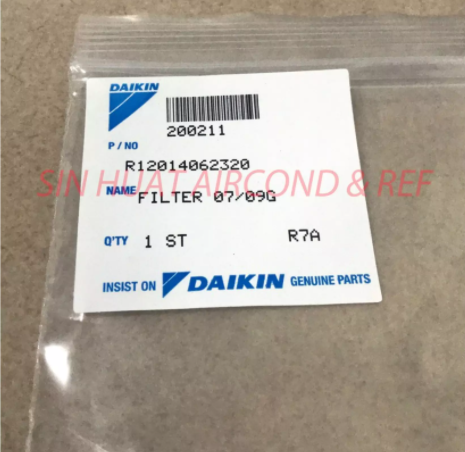 DAIKIN
200211
P / NO
R12014062320
SIN HUAT AIRCOND & REF
NAME FILTER 07/09G
Q'TY 1 ST R7A
INSIST ON DAIKIN GENUINE PARTS